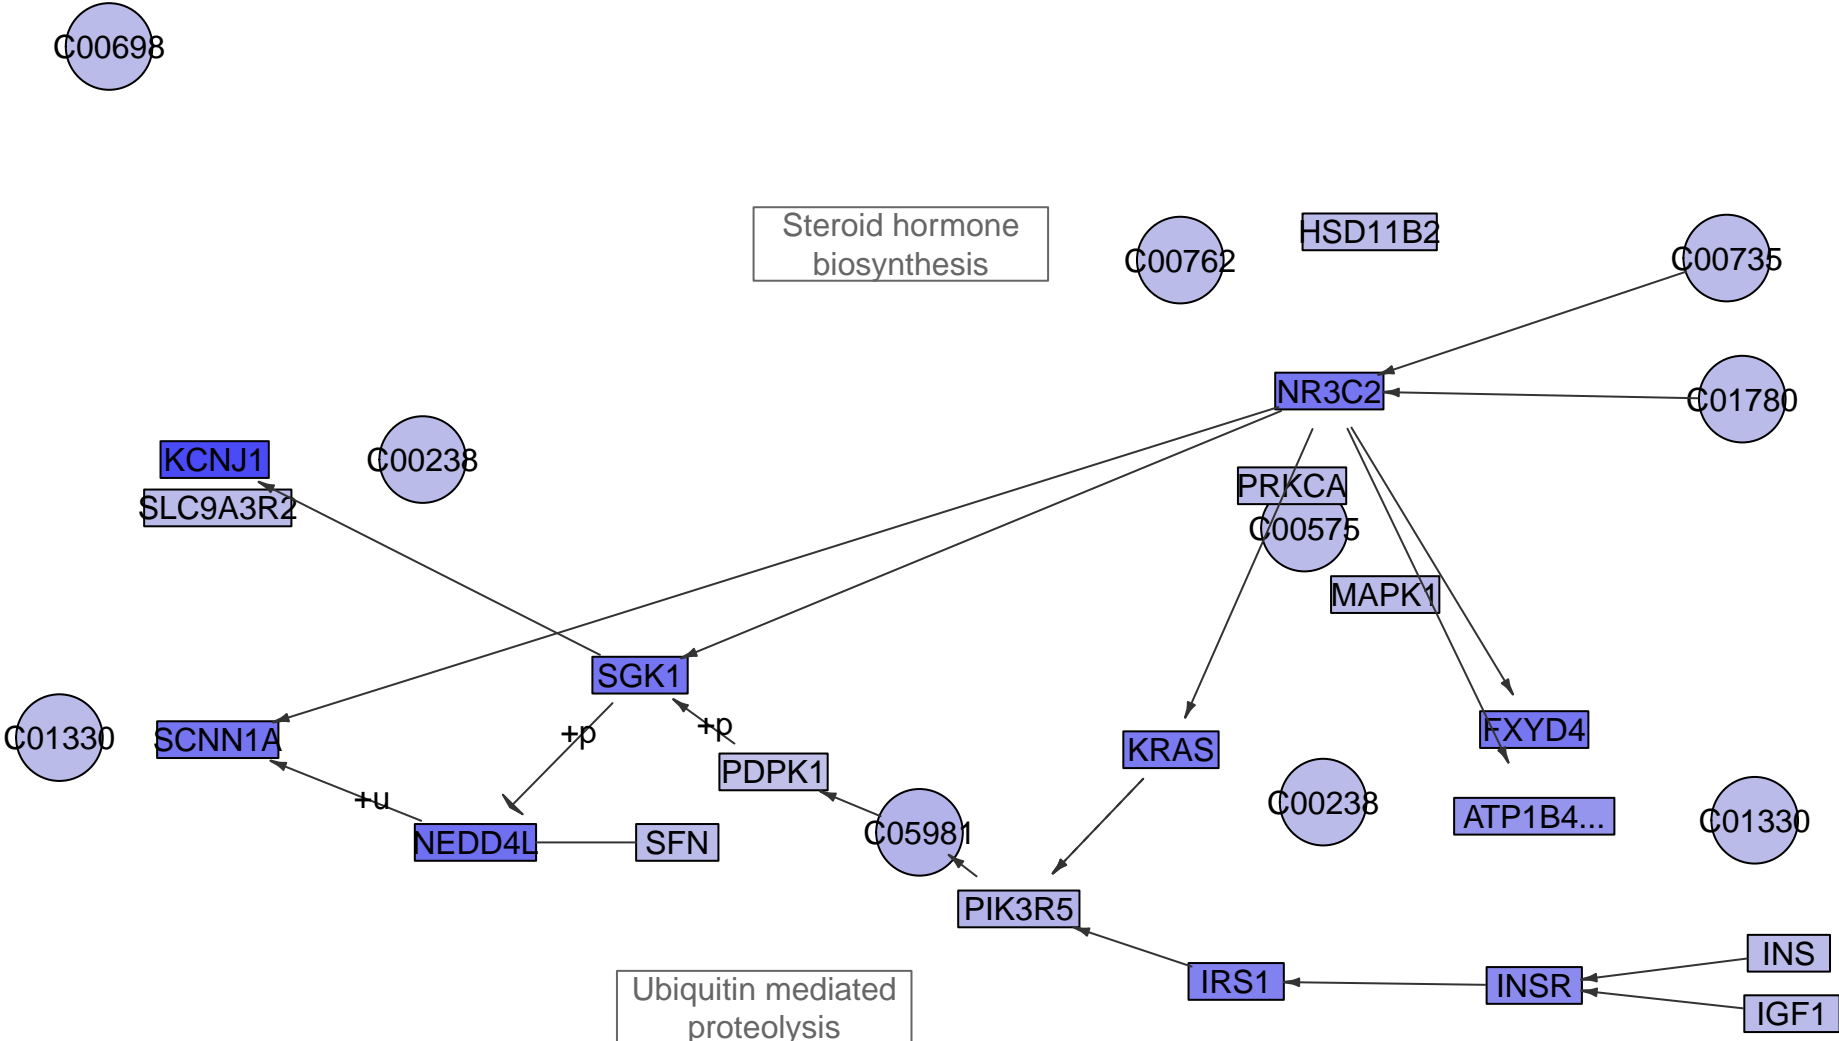 C00698
Steroid hormone
biosynthesis
HSD11B2
C00762
C00735
NR3C2
C01780
KCNJ1
C00238
SLC9A3R2
PRKCA
C00575
MAPK1
SGK1
C01330
SCNN1A
+p
+p
FXYD4
KRAS
PDPK1
+u
C00238
ATP1B4...
C01330
NEDD4L
SFN
C05981
PIK3R5
INS
Ubiquitin mediated
proteolysis
IRS1
INSR
IGF1